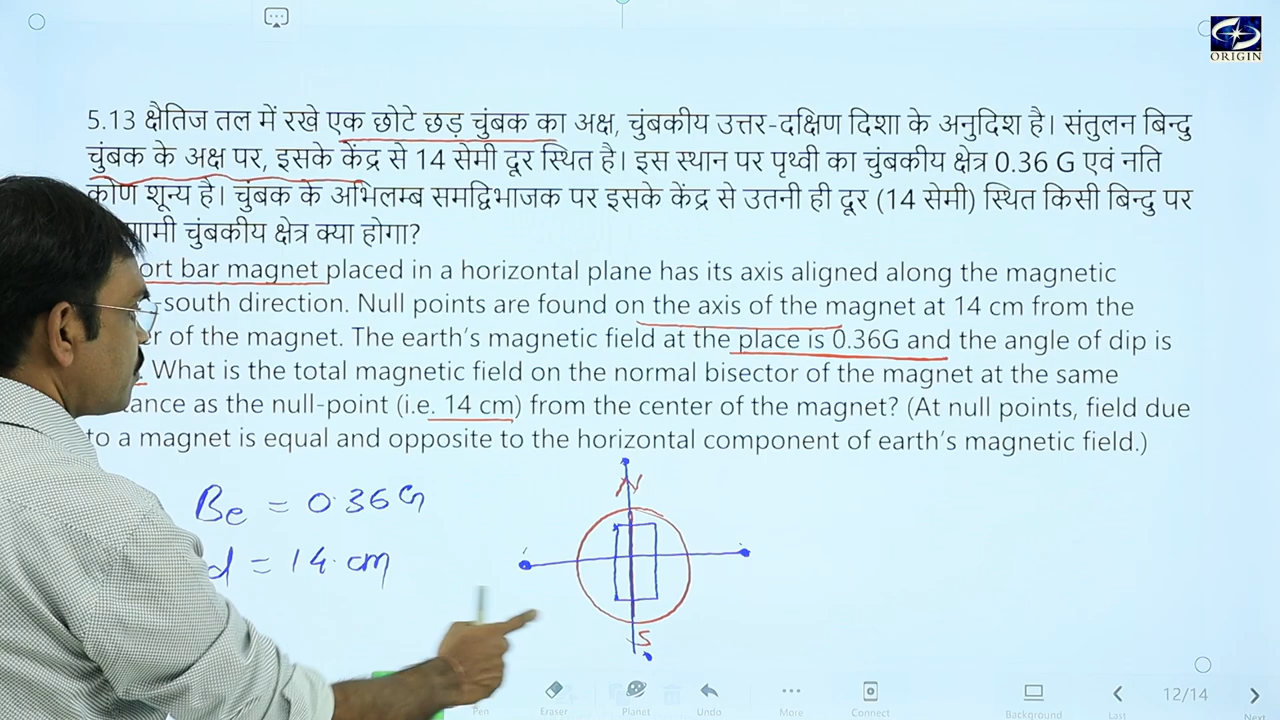 ORIGIN
5.13 क्षैतिज तल में रखे एक छोटे छड़ चुंबक का अक्ष, चुंबकीय उत्तर-दक्षिण दिशा के अनुदिश है। संतुलन बिन्दु
चुंबक के अक्ष पर, इसके केंद्र से 14 सेमी दूर स्थित है। इस स्थान पर पृथ्वी का चुंबकीय क्षेत्र 0.36 G एवं नति
कोण शून्य है। चुंबक के अभिलम्ब समद्विभाजक पर इसके केंद्र से उतनी ही दूर (14 सेमी) स्थित किसी बिन्दु पर
चुंबकीय क्षेत्र क्या होगा?
bar magnet placed in a horizontal plane has its axis aligned along the magnetic
-south direction. Null points are found on the axis of the magnet at 14 cm from the
of the magnet. The earth's magnetic field at the place is 0.36G and the angle of dip is
What is the total magnetic field on the normal bisector of the magnet at the same
as the null-point (i.e. 14 cm) from the center of the magnet? (At null points, field due
to a magnet is equal and opposite to the horizontal component of earth's magnetic field.)
N
Be = 0.36 G
d = 14 cm
S
Pen Eraser Planet Undo More Connect Background Last 12/14 Next